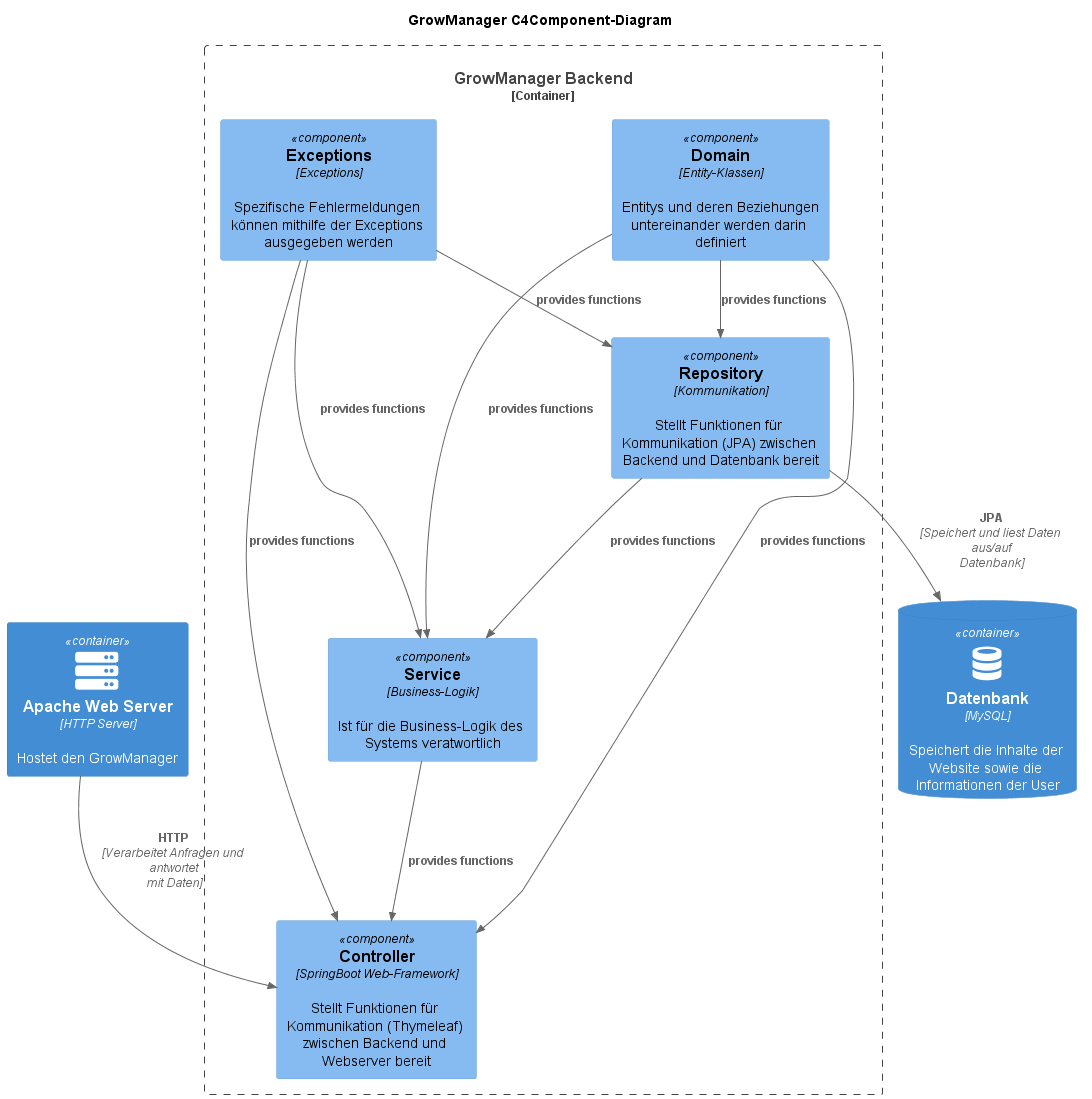 GrowManager C4Component-Diagram
GrowManager Backend
[Container]
«component»
Exceptions
[Exceptions]
Spezifische Fehlermeldungen
können mithilfe der Exceptions
ausgegeben werden
«component»
Domain
[Entity-Klassen]
Entitys und deren Beziehungen
untereinander werden darin
definiert
provides functions
provides functions
«component»
Repository
[Kommunikation]
Stellt Funktionen für
Kommunikation (JPA) zwischen
Backend und Datenbank bereit
provides functions
provides functions
provides functions
provides functions
provides functions
JPA
[Speichert und liest Daten
aus/auf
Datenbank]
«container»
Apache Web Server
[HTTP Server]
Hostet den GrowManager
«component»
Service
[Business-Logik]
Ist für die Business-Logik des
Systems veratwortlich
«container»
Datenbank
[MySQL]
Speichert die Inhalte der
Website sowie die
Informationen der User
HTTP
[Verarbeitet Anfragen und
antwortet
mit Daten]
provides functions
«component»
Controller
[SpringBoot Web-Framework]
Stellt Funktionen für
Kommunikation (Thymeleaf)
zwischen Backend und
Webserver bereit